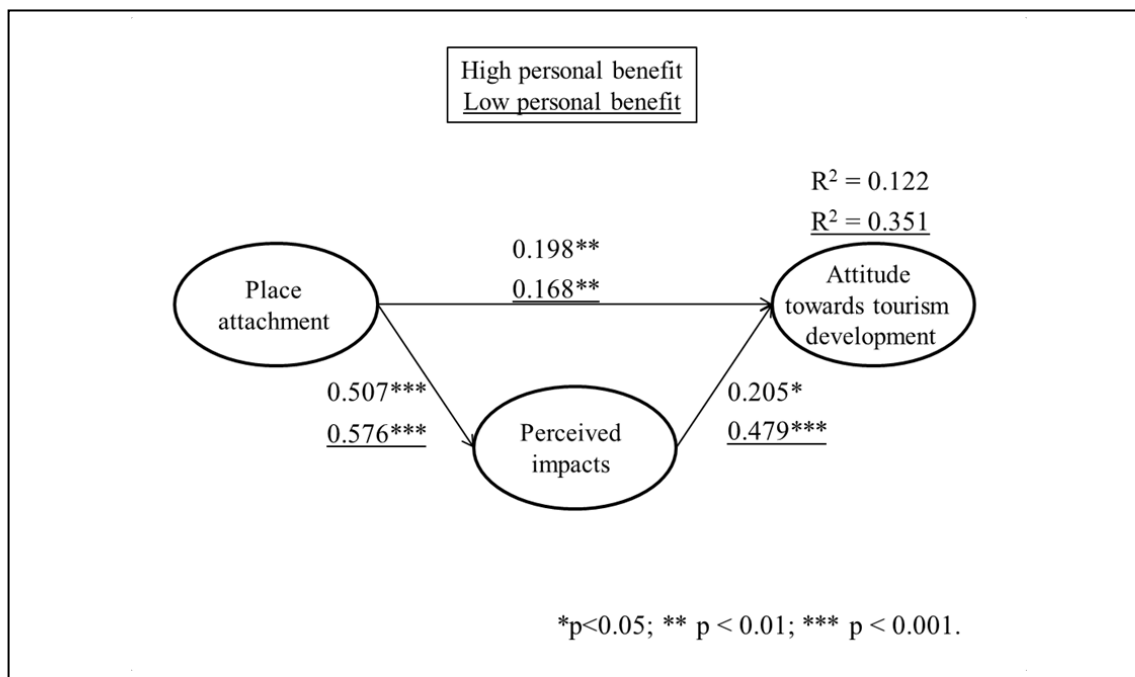 High personal benefit
Low personal benefit
R² = 0.122
R² = 0.351
0.198**
0.168**
Place
attachment
Attitude
towards tourism
development
0.507***
0.576***
0.205*
0.479***
Perceived
impacts
*p<0.05; ** p < 0.01; *** p < 0.001.